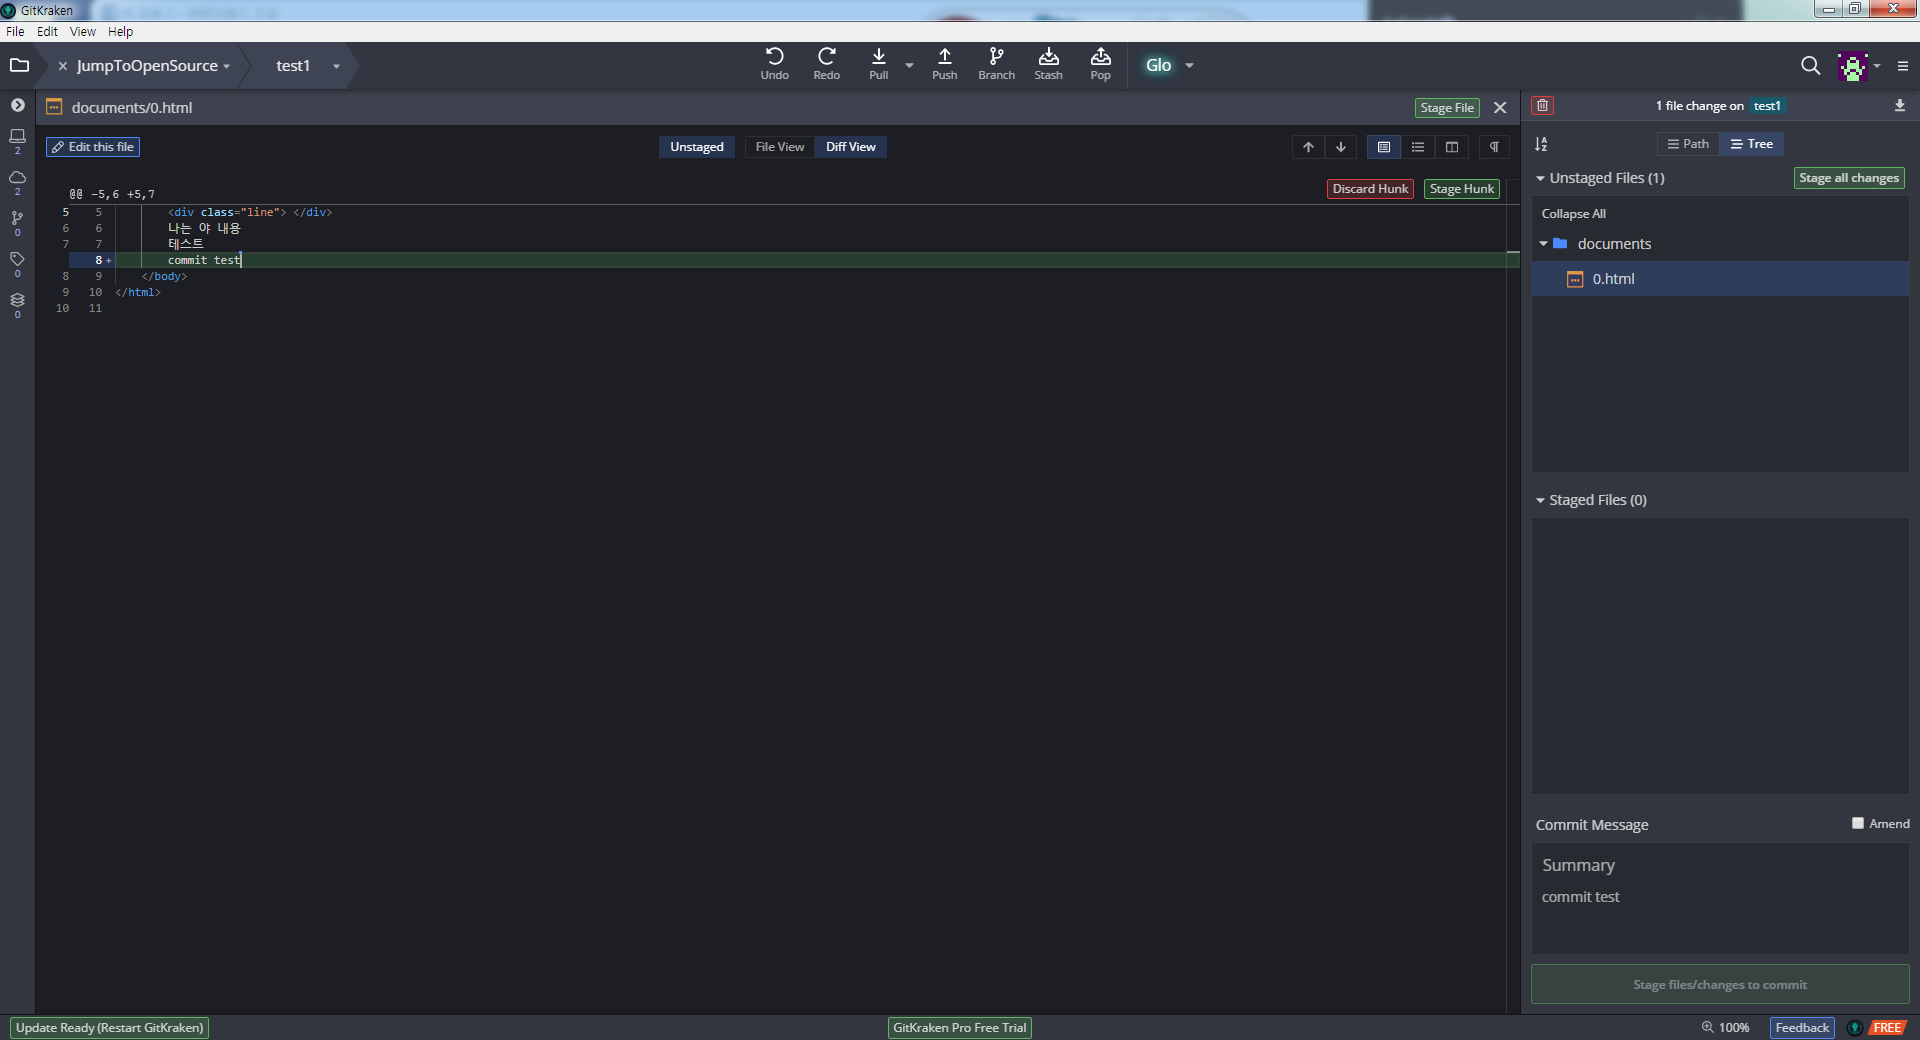 GitKraken
File Edit View Help
JumpToOpenSource
test1
Undo Redo Pull Push Branch Stash Pop Glo
documents/0.html
Stage File
1 file change on test1
Edit this file
Unstaged File View Diff View
Path Tree
Unstaged Files (1)
Stage all changes
Collapse All
documents
0.html
@@ -5,6 +5,7
Discard Hunk Stage Hunk
5 5 <div class="line"> </div>
6 6 나는 야 내용
7 7 테스트
8 + commit test
8 9 </body>
9 10 </html>
10 11
2
2
0
0
0
Staged Files (0)
Commit Message
Amend
Summary
commit test
Stage files/changes to commit
Update Ready (Restart GitKraken)
GitKraken Pro Free Trial
100%
Feedback
FREE